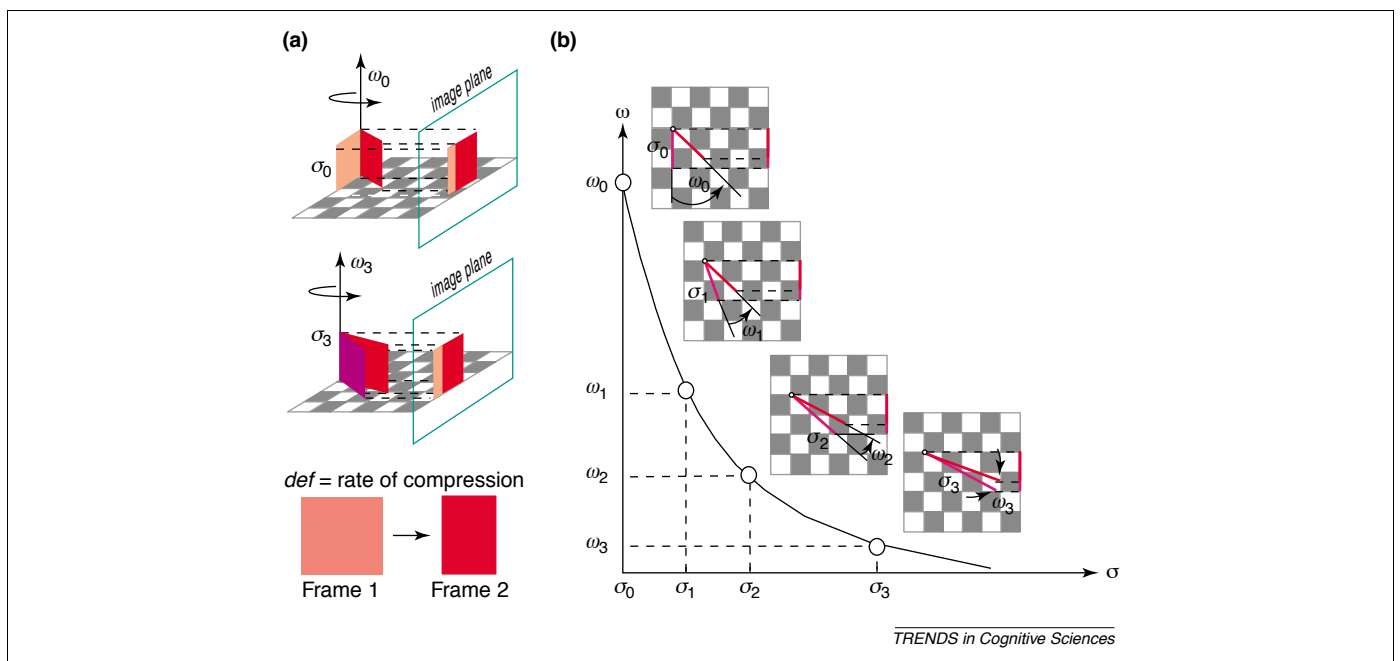 (a)
ω0
image plane
σ0
ω3
image plane
σ3
def = rate of compression
Frame 1
Frame 2
(b)
ω
σ0
ω0
ω0
σ1
ω1
ω1
σ2
ω2
ω2
σ3
ω3
ω3
σ0
σ1
σ2
σ3
σ
TRENDS in Cognitive Sciences